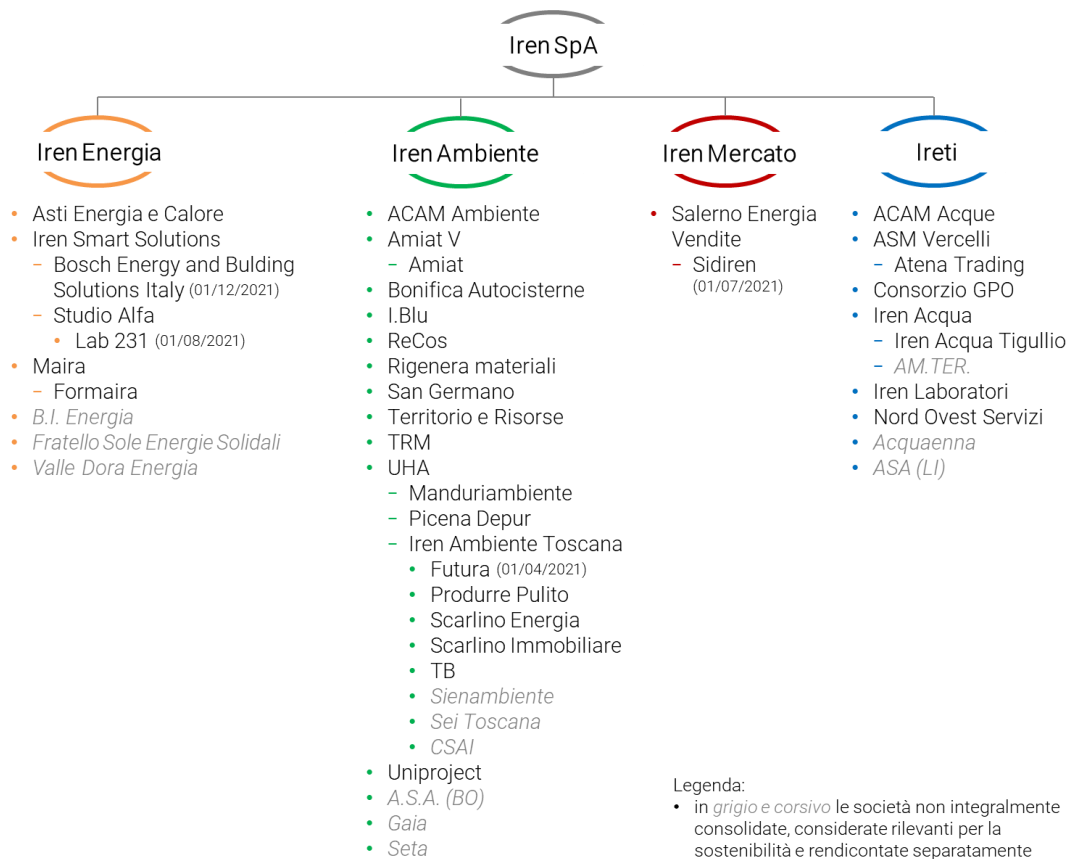 Iren SpA
Iren Energia
Asti Energia e Calore
Iren Smart Solutions
Bosch Energy and Bulding
Solutions Italy (01/12/2021)
Studio Alfa
Lab 231 (01/08/2021)
Maira
Formaira
B.I. Energia
Fratello Sole Energie Solidali
Valle Dora Energia
Iren Ambiente
ACAM Ambiente
Amiat V
Amiat
Bonifica Autocisterne
I.Blu
ReCos
Rigenera materiali
San Germano
Territorio e Risorse
TRM
UHA
Manduriambiente
Picena Depur
Iren Ambiente Toscana
Futura (01/04/2021)
Produrre Pulito
Scarlino Energia
Scarlino Immobiliare
TB
Sienambiente
Sei Toscana
CSAI
Uniproject
A.S.A. (BO)
Gaia
Seta
Iren Mercato
Salerno Energia
Vendite
Sidiren
(01/07/2021)
Ireti
ACAM Acque
ASM Vercelli
Atena Trading
Consorzio GPO
Iren Acqua
Iren Acqua Tigullio
AM.TER.
Iren Laboratori
Nord Ovest Servizi
Acquaenna
ASA (LI)
Legenda:
in grigio e corsivo le società non integralmente
consolidate, considerate rilevanti per la
sostenibilità e rendicontate separatamente